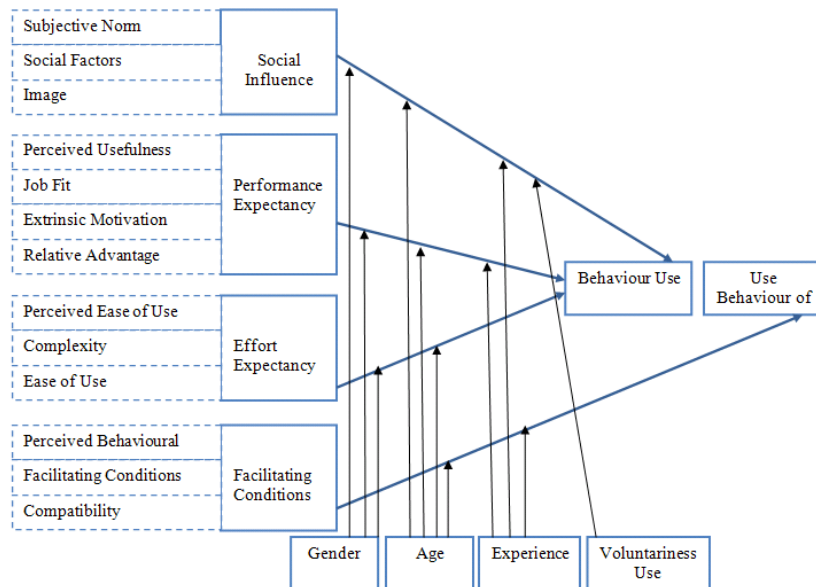 Subjective Norm
Social Factors
Image
Social
Influence
Perceived Usefulness
Job Fit
Extrinsic Motivation
Relative Advantage
Performance
Expectancy
Perceived Ease of Use
Complexity
Ease of Use
Effort
Expectancy
Perceived Behavioural
Facilitating Conditions
Compatibility
Facilitating
Conditions
Behaviour Use
Use
Behaviour of
Gender
Age
Experience
Voluntariness
Use